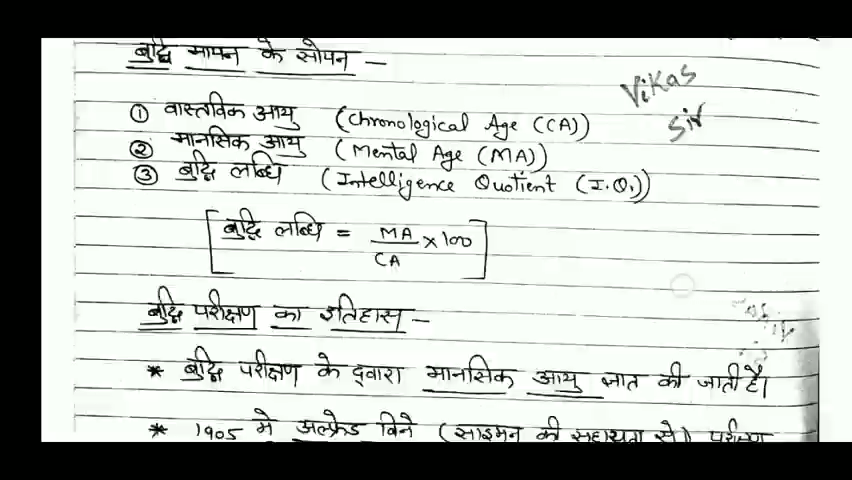 बुद्धि मापन के सोपन –
Vikas
Sir
① वास्तविक आयु (Chronological Age (CA))
② मानसिक आयु (Mental Age (MA))
③ बुद्धि लब्धि (Intelligence Quotient (I.Q.))
[बुद्धि लब्धि = MA/CA × 100]
बुद्धि परीक्षण का इतिहास –
* बुद्धि परीक्षण के द्वारा मानसिक आयु ज्ञात की जाती है।
* 1905 मे अल्फ्रेड बिने (साइमन की सहायता से) परीक्षण